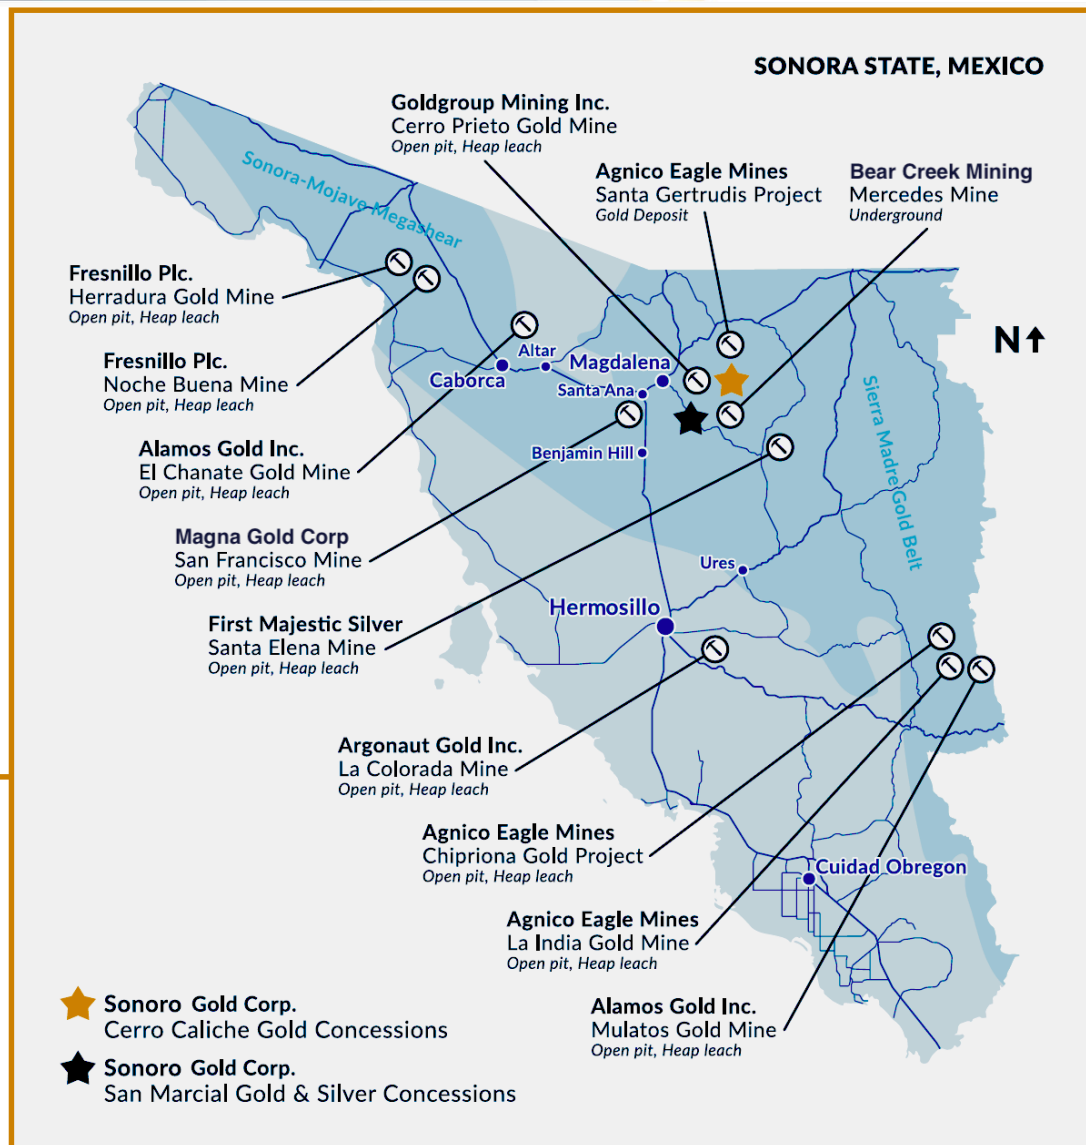 SONORA STATE, MEXICO
Goldgroup Mining Inc.
Cerro Prieto Gold Mine
Open pit, Heap leach
Agnico Eagle Mines
Santa Gertrudis Project
Gold Deposit
Bear Creek Mining
Mercedes Mine
Underground
Sonora-Mojave Megashear
Fresnillo Plc.
Herradura Gold Mine
Open pit, Heap leach
N
Fresnillo Plc.
Noche Buena Mine
Open pit, Heap leach
Altar
Caborca
Magdalena
Santa Ana
Benjamin Hill
Sierra Madre Gold Belt
Alamos Gold Inc.
El Chanate Gold Mine
Open pit, Heap leach
Magna Gold Corp
San Francisco Mine
Open pit, Heap leach
Ures
Hermosillo
First Majestic Silver
Santa Elena Mine
Open pit, Heap leach
Argonaut Gold Inc.
La Colorada Mine
Open pit, Heap leach
Agnico Eagle Mines
Chipriona Gold Project
Open pit, Heap leach
Cuidad Obregon
Agnico Eagle Mines
La India Gold Mine
Open pit, Heap leach
Alamos Gold Inc.
Mulatos Gold Mine
Open pit, Heap leach
Sonoro Gold Corp.
Cerro Caliche Gold Concessions
Sonoro Gold Corp.
San Marcial Gold & Silver Concessions